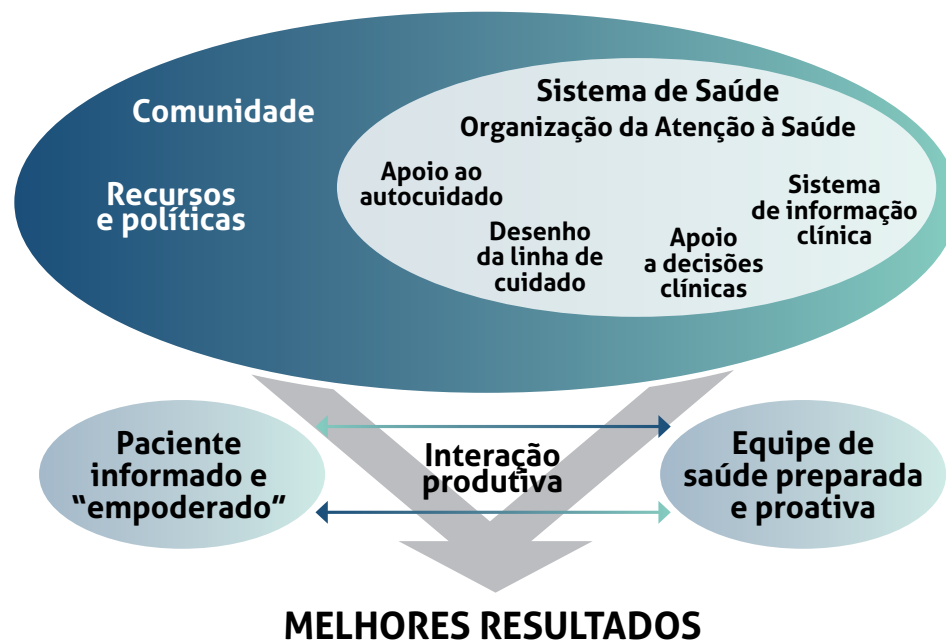 Comunidade
Recursos
e políticas
Sistema de Saúde
Organização da Atenção à Saúde
Apoio ao
autocuidado
Desenho
da linha de
cuidado
Apoio
a decisões
clínicas
Sistema
de informação
clínica
Paciente
informado e
“empoderado”
Interação
produtiva
Equipe de
saúde preparada
e proativa
MELHORES RESULTADOS